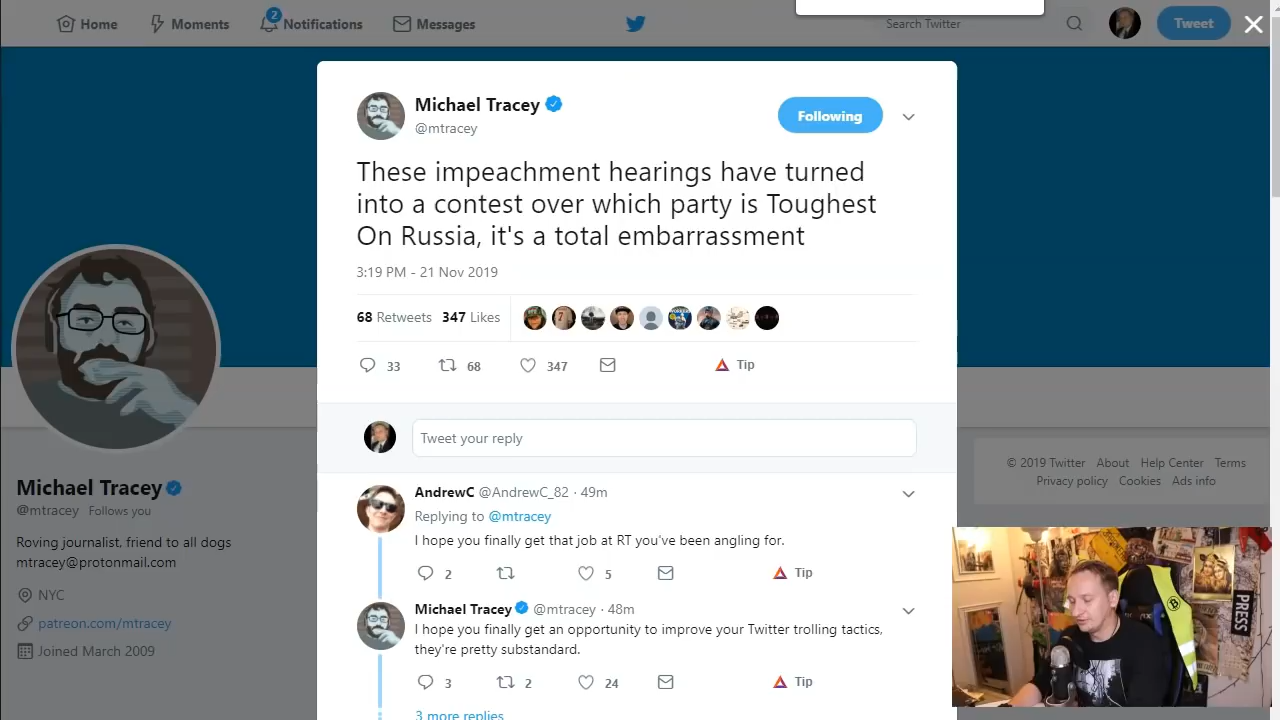 Home
Moments
2
Notifications
Messages
Search Twitter
Tweet
Michael Tracey
@mtracey
Following
These impeachment hearings have turned
into a contest over which party is Toughest
On Russia, it's a total embarrassment
3:19 PM - 21 Nov 2019
68 Retweets 347 Likes
33 68 347 Tip
Tweet your reply
AndrewC @AndrewC_82 · 49m
Replying to @mtracey
I hope you finally get that job at RT you've been angling for.
2 5 Tip
Michael Tracey @mtracey · 48m
I hope you finally get an opportunity to improve your Twitter trolling tactics,
they're pretty substandard.
3 2 24 Tip
3 more replies
Michael Tracey
@mtracey Follows you
Roving journalist, friend to all dogs
mtracey@protonmail.com
NYC
patreon.com/mtracey
Joined March 2009
© 2019 Twitter About Help Center Terms
Privacy policy Cookies Ads info
PRESS